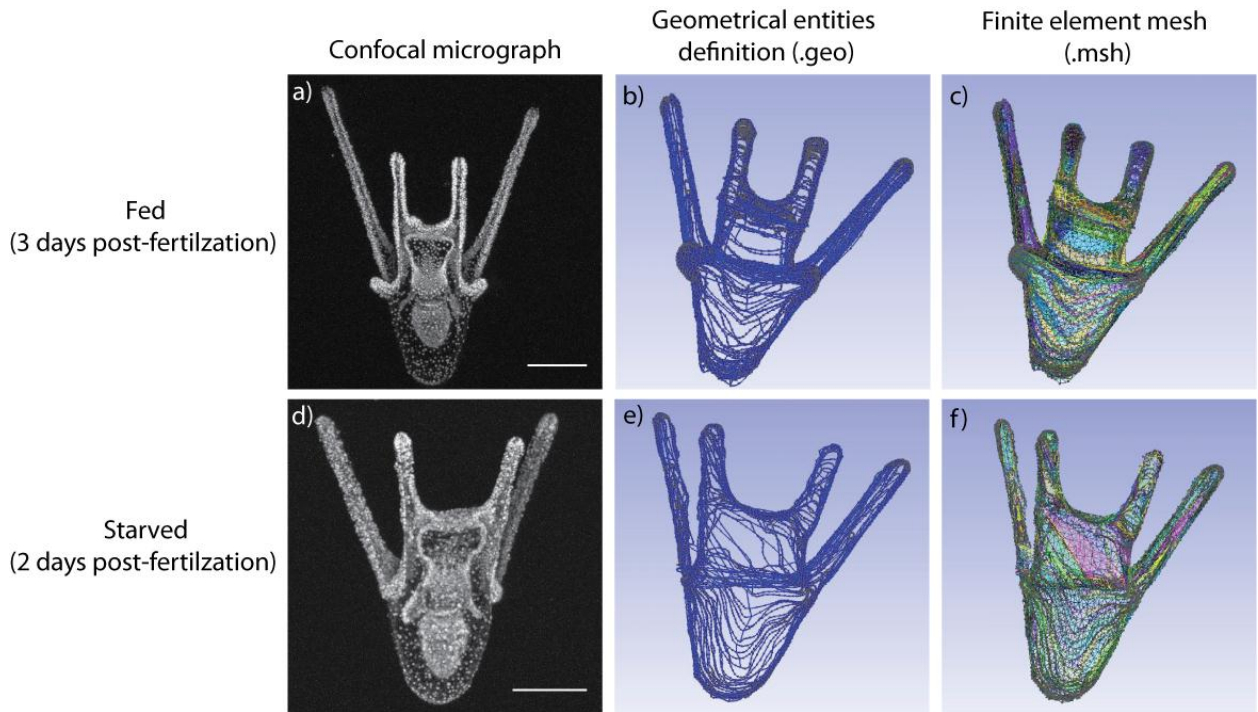 Confocal micrograph
Geometrical entities
definition (.geo)
Finite element mesh
(.msh)
Fed
(3 days post-fertilzation)
a)
b)
c)
Starved
(2 days post-fertilzation)
d)
e)
f)